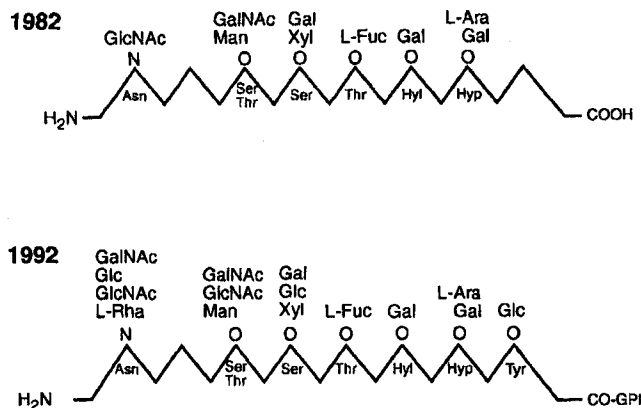 1982
GlcNAc GalNAc Gal L-Fuc Gal L-Ara
Man Xyl Gal
N O O O O O
Asn Ser Ser Thr Hyl Hyp
Thr
H₂N COOH
1992
GalNAc
Glc GalNAc Gal
GlcNAc GlcNAc Glc L-Ara
L-Rha Man Xyl L-Fuc Gal Gal Glc
N O O O O O O
Asn Ser Ser Thr Hyl Hyp Tyr
Thr
H₂N CO-GPI